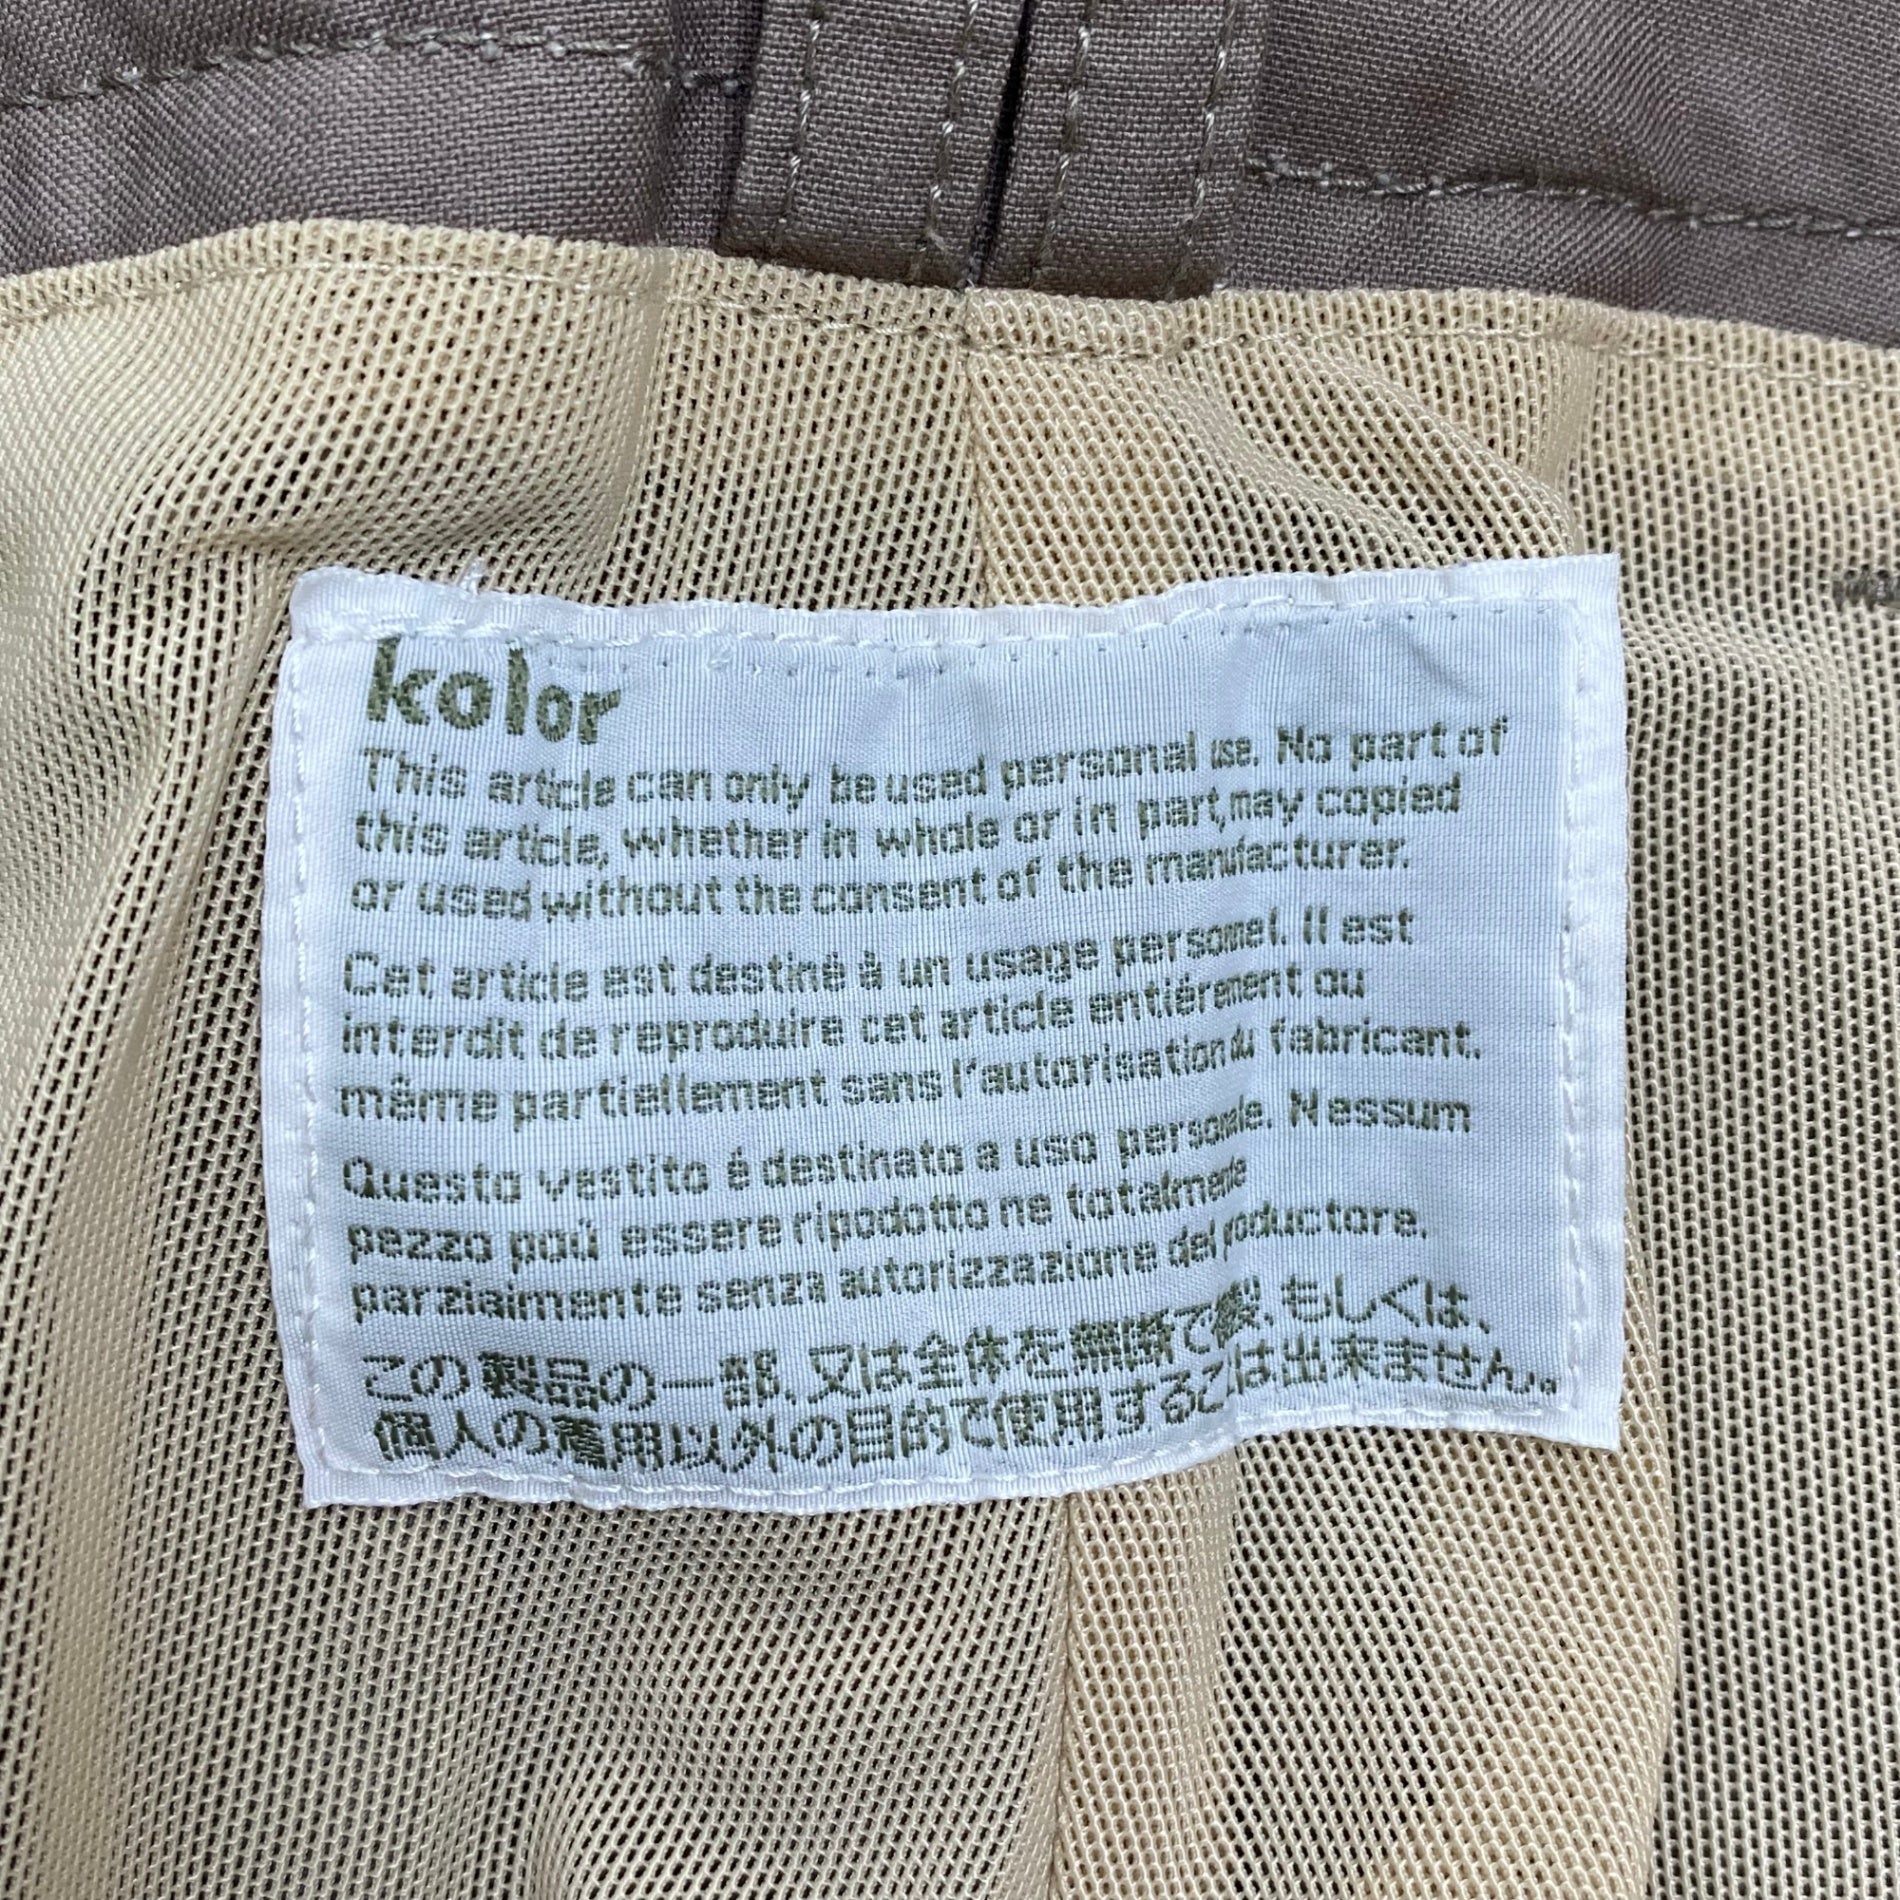 kolor
This article can only be used personal use. No part of
this article, whether in whole or in part, may copied
or used without the consent of the manufacturer.
Cet article est destiné à un usage personnel. Il est
interdit de reproduire cet article entiérement ou
même partiellement sans l'autorisation du fabricant.
Questo vestito é destinato a uso personale. Nessum
pezzo poū essere ripodotto ne totalmente
parzialmente senza autorizzazione del productore.
この製品の一部、又は全体を無断で複製、もしくは、
個人の着用以外の目的で使用することは出来ません。